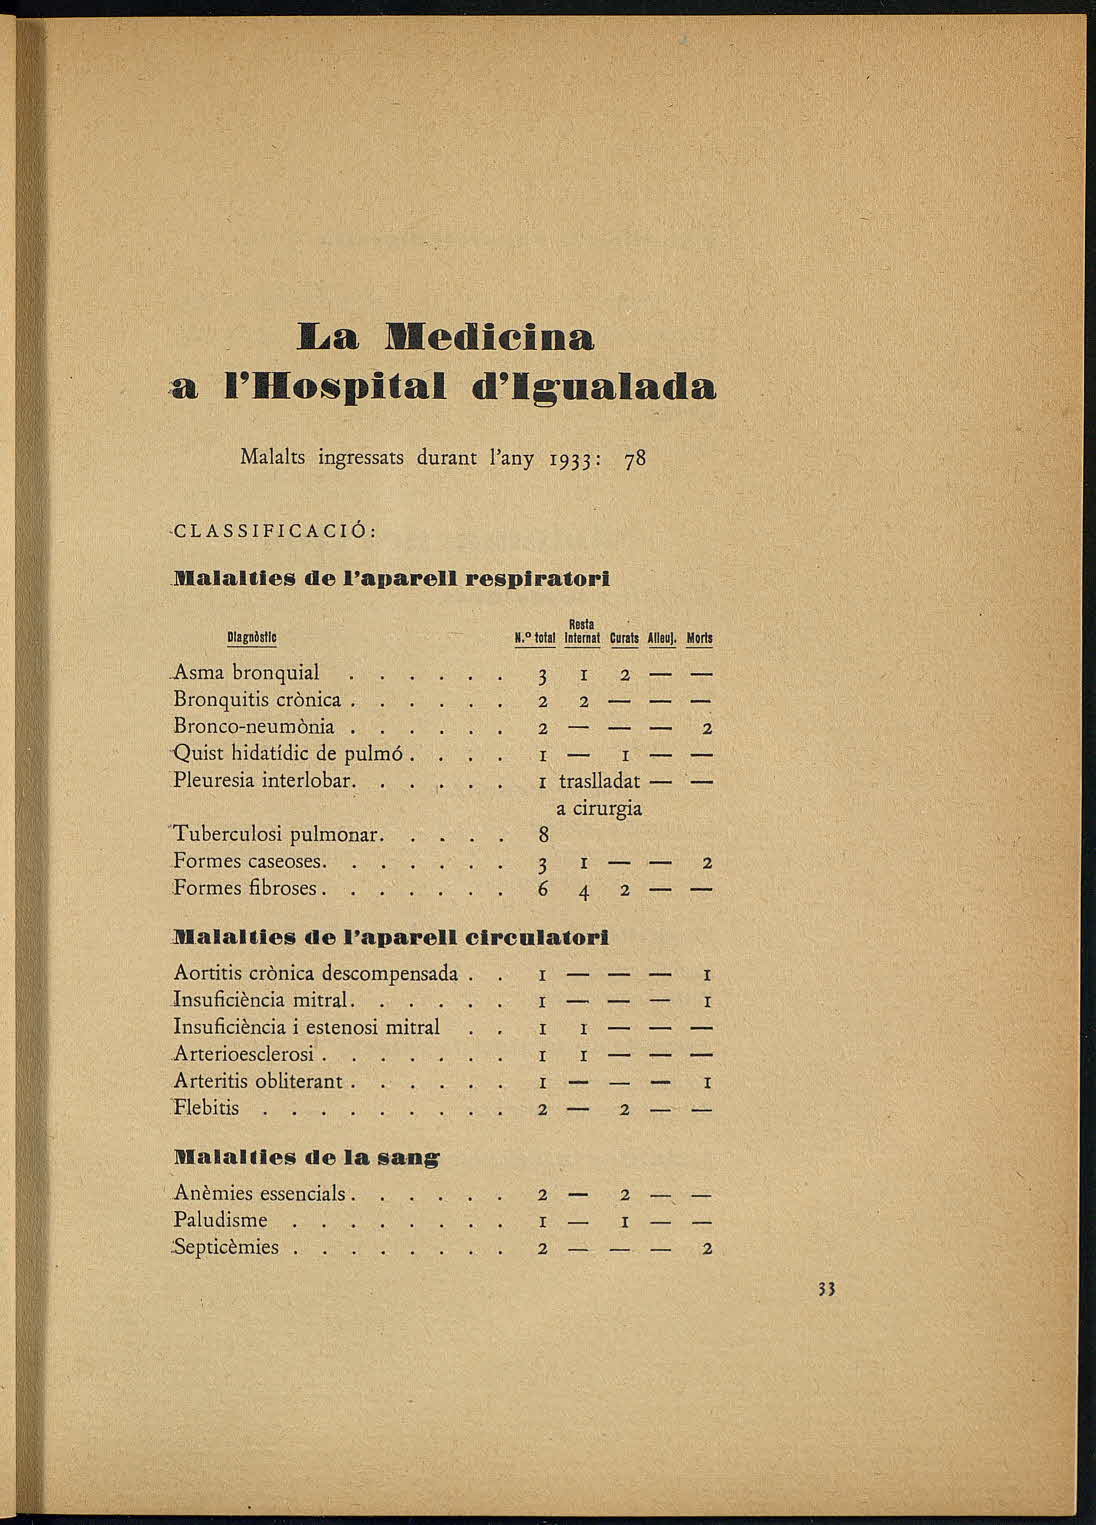 La Medicina
a l'Hospital d'Igualada
Malalts ingressats durant l'any 1933: 78
CLASSIFICACIÓ:
Malalties de l'aparell respiratori
Diagnòstic N.º total Resta Internat Curats Alleuj. Morts
Asma bronquial . . . . . . 3 1 2 — —
Bronquitis crònica . . . . . . 2 2 — — —
Bronco-neumònia . . . . . . 2 — — — 2
Quist hidatídic de pulmó . . . . 1 — 1 — —
Pleuresia interlobar. . . . . . 1 traslladat — —
a cirurgia
Tuberculosi pulmonar. . . . . 8
Formes caseoses. . . . . . . 3 1 — — 2
Formes fibroses . . . . . . . 6 4 2 — —
Malalties de l'aparell circulatori
Aortitis crònica descompensada . . 1 — — — 1
Insuficiència mitral. . . . . . 1 — — — 1
Insuficiència i estenosi mitral . . 1 1 — — —
Arterioesclerosi . . . . . . . 1 1 — — —
Arteritis obliterant . . . . . . 1 — — — 1
Flebitis . . . . . . . . . 2 — 2 — —
Malalties de la sang
Anèmies essencials . . . . . . 2 — 2 — —
Paludisme . . . . . . . . 1 — 1 — —
Septicèmies . . . . . . . . 2 — — — 2
33